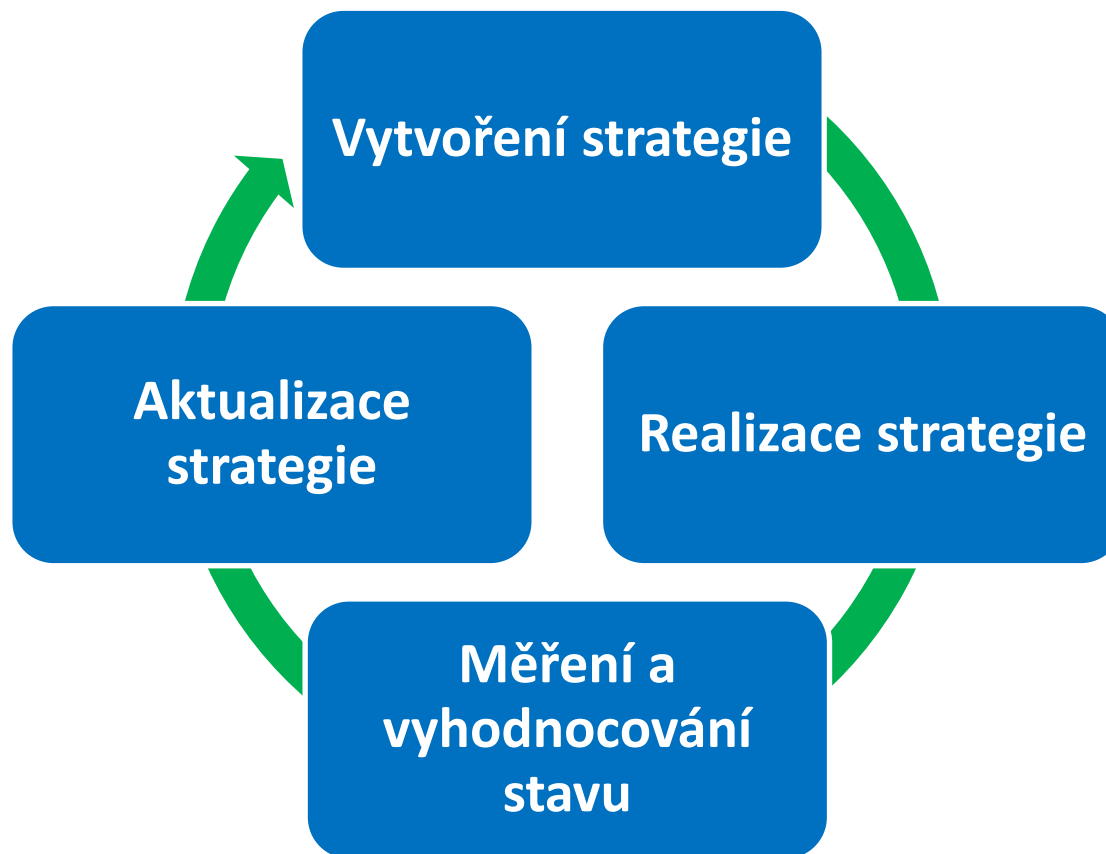 Vytvoření strategie
Realizace strategie
Měření a
vyhodnocování
stavu
Aktualizace
strategie